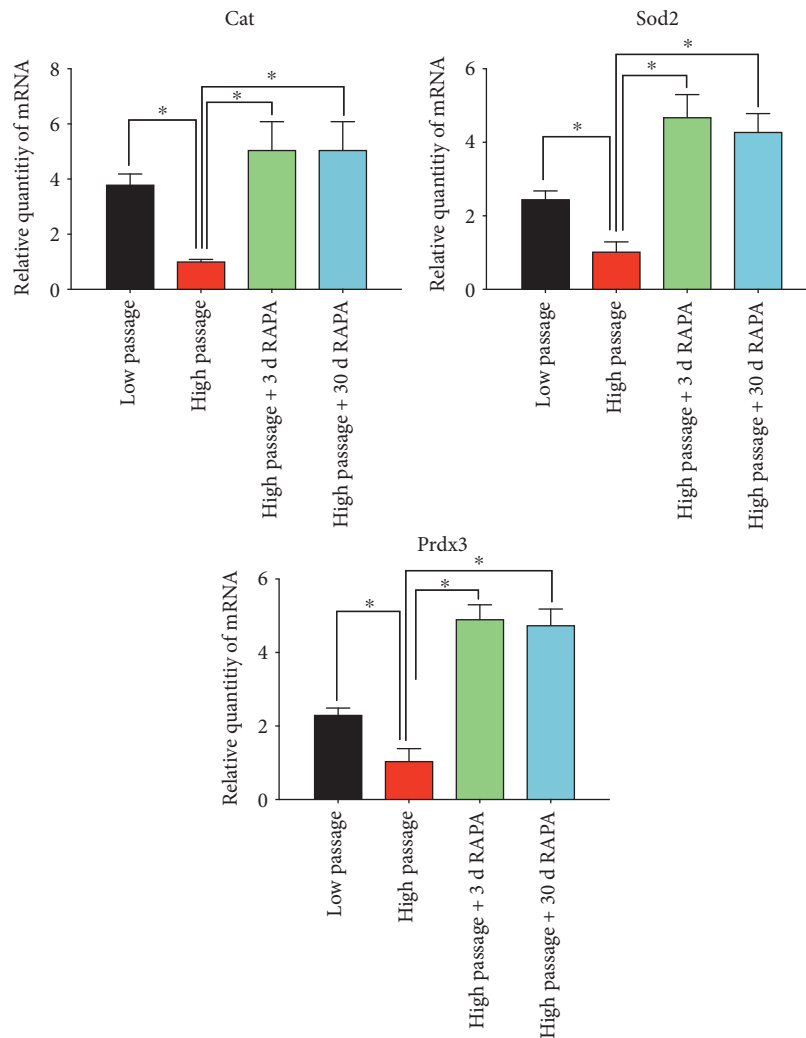 Cat
Relative quantitiy of mRNA
8
6
4
2
0
*
*
*
Low passage
High passage
High passage + 3 d RAPA
High passage + 30 d RAPA
Sod2
Relative quantitiy of mRNA
6
4
2
0
*
*
*
Low passage
High passage
High passage + 3 d RAPA
High passage + 30 d RAPA
Prdx3
Relative quantitiy of mRNA
6
4
2
0
*
*
*
Low passage
High passage
High passage + 3 d RAPA
High passage + 30 d RAPA